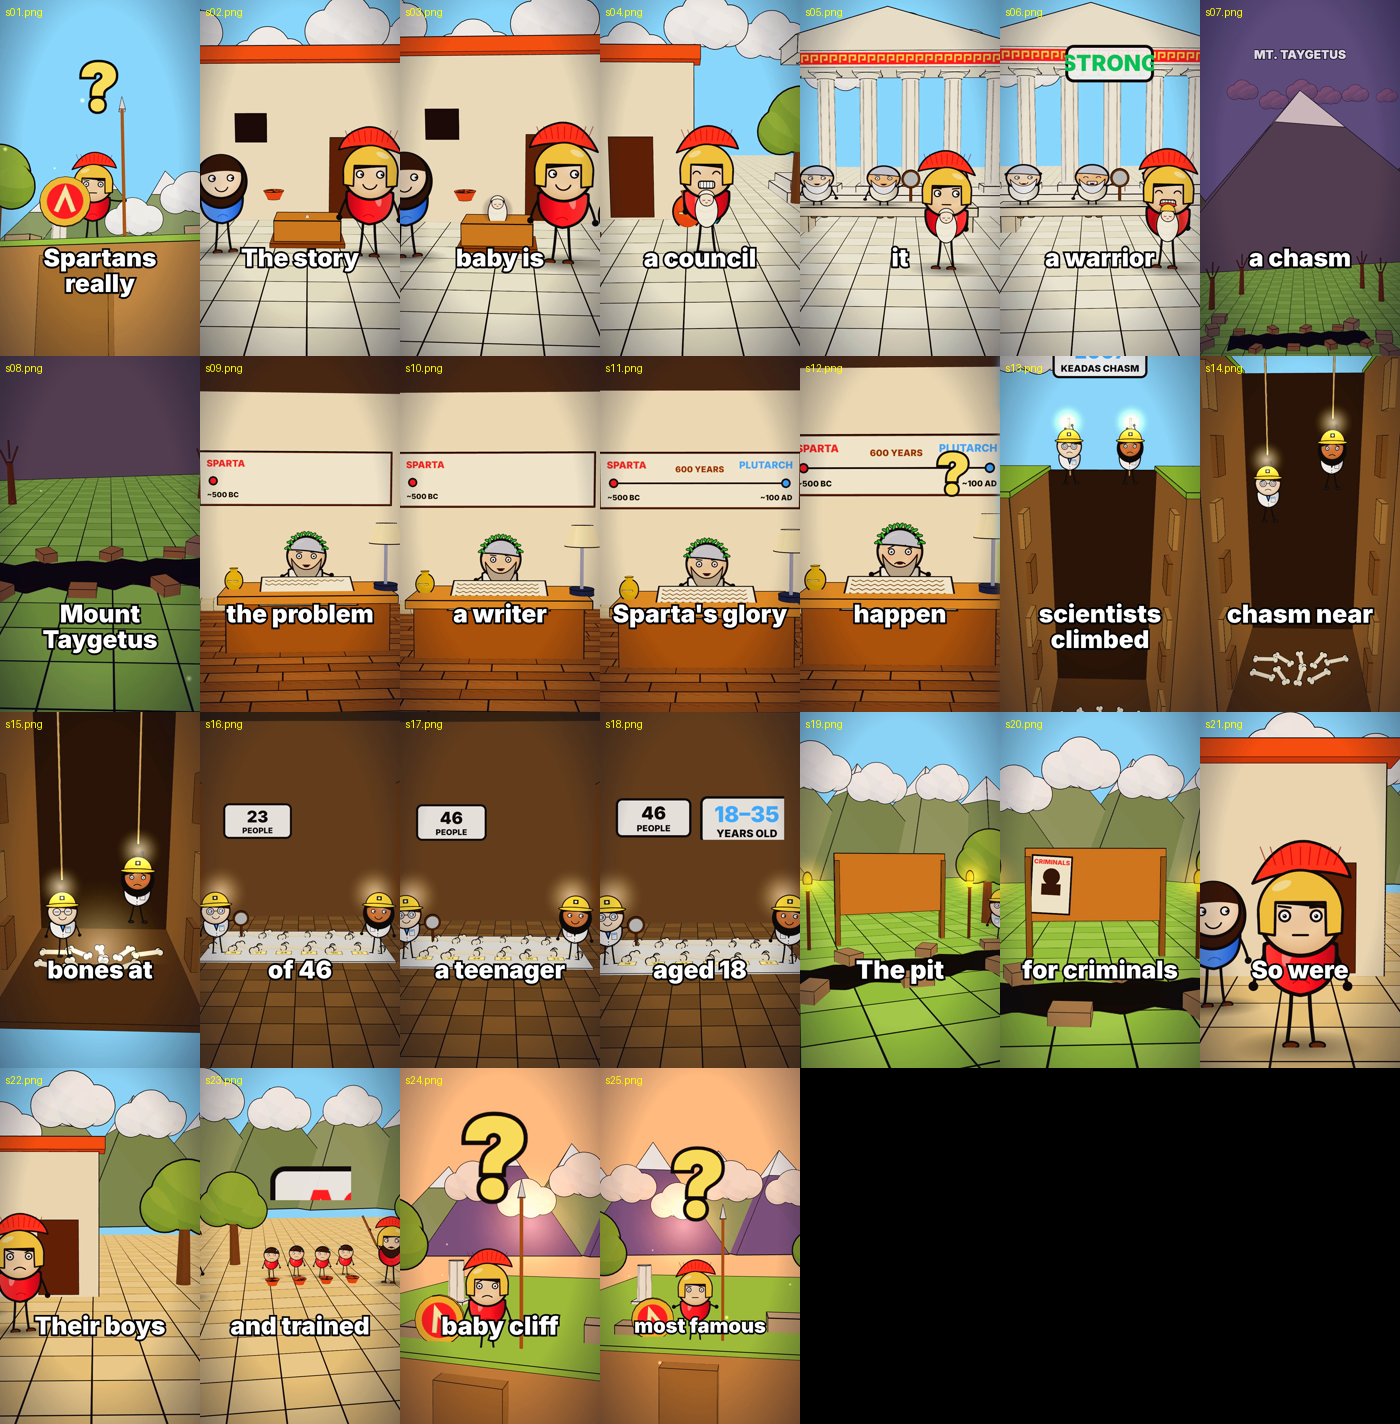 s01.png
?
Spartans
really
s02.png
The story
s03.png
baby is
s04.png
a council
s05.png
it
s06.png
STRONG
a warrior
s07.png
MT. TAYGETUS
a chasm
s08.png
Mount
Taygetus
s09.png
SPARTA
~500 BC
the problem
s10.png
SPARTA
~500 BC
a writer
s11.png
SPARTA
600 YEARS
PLUTARCH
~500 BC
~100 AD
Sparta's glory
s12.png
SPARTA
600 YEARS
PLUTARCH
?
~500 BC
~100 AD
happen
s13.png
KEADAS CHASM
scientists
climbed
s14.png
chasm near
s15.png
bones at
s16.png
23
PEOPLE
of 46
s17.png
46
PEOPLE
a teenager
s18.png
46
PEOPLE
18–35
YEARS OLD
aged 18
s19.png
The pit
s20.png
CRIMINALS
for criminals
s21.png
So were
s22.png
Their boys
s23.png
and trained
s24.png
?
baby cliff
s25.png
?
most famous